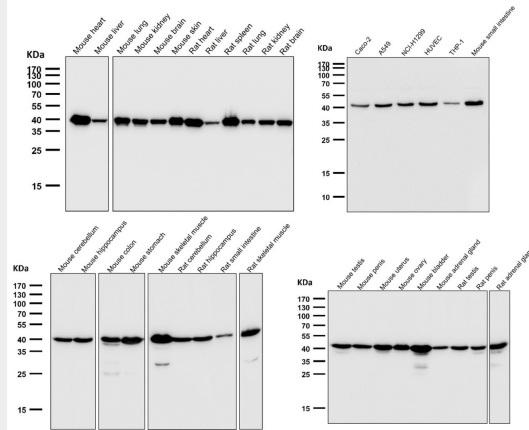 KDa
Mouse heart
Mouse liver
Mouse lung
Mouse kidney
Mouse brain
Mouse skin
Rat heart
Rat liver
Rat spleen
Rat lung
Rat kidney
Rat brain
170
130
100
70
55
40
35
25
15
KDa
Caco-2
A549
NCI-H1299
HUVEC
THP-1
Mouse small intestine
170
130
100
70
55
40
35
25
15
10
KDa
Mouse cerebellum
Mouse hippocampus
Mouse colon
Mouse stomach
Mouse skeletal muscle
Rat cerebellum
Rat hippocampus
Rat small intestine
Rat skeletal muscle
170
130
100
70
55
40
35
25
15
KDa
Mouse testis
Mouse penis
Mouse uterus
Mouse ovary
Mouse bladder
Mouse adrenal gland
Rat testis
Rat penis
Rat adrenal glan
170
130
100
70
55
40
35
25
15